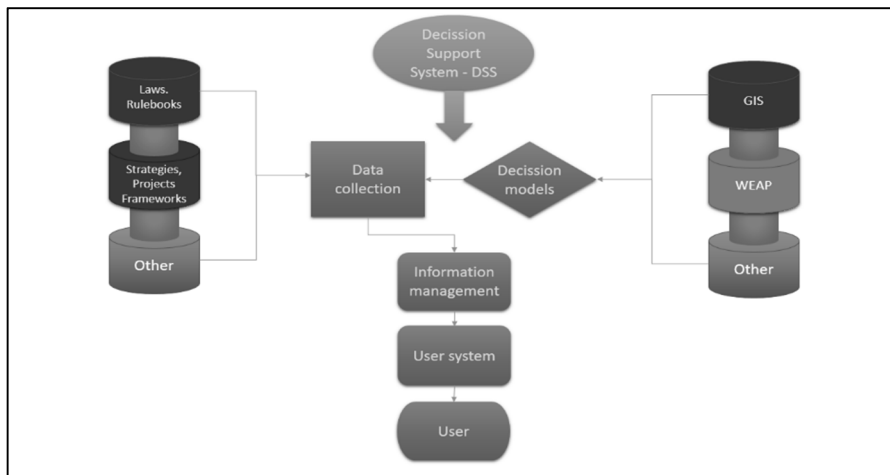 Decission
Support
System - DSS
Laws.
Rulebooks
Strategies,
Projects
Frameworks
Other
Data
collection
Decission
models
GIS
WEAP
Other
Information
management
User system
User